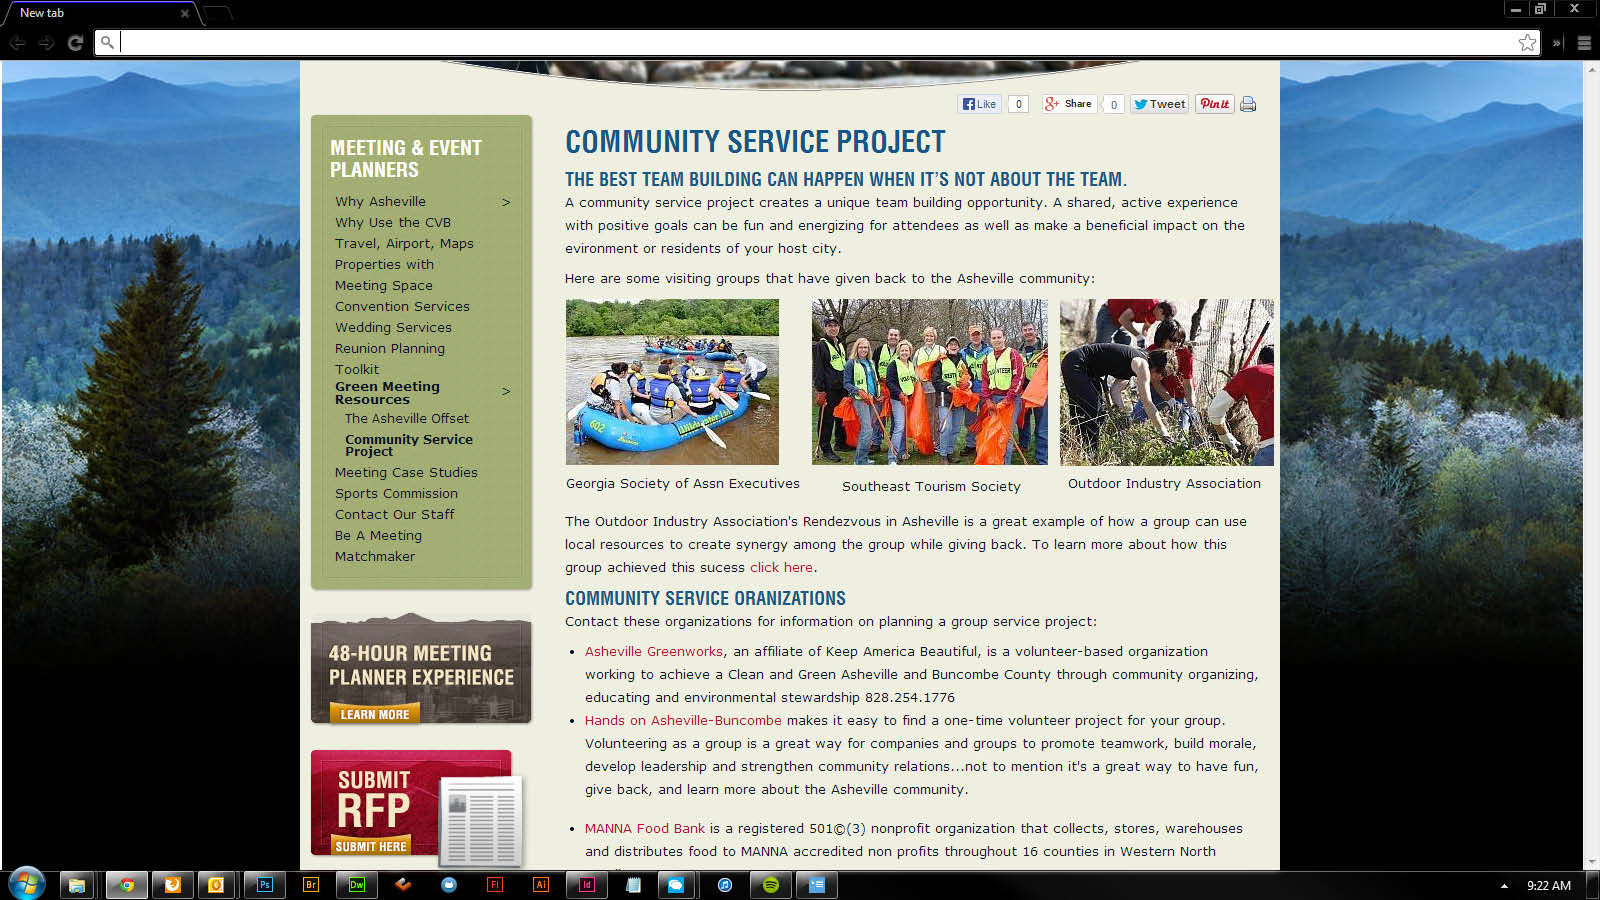 New tab
Like 0 Share 0 Tweet Pinit
MEETING & EVENT
PLANNERS
Why Asheville >
Why Use the CVB
Travel, Airport, Maps
Properties with
Meeting Space
Convention Services
Wedding Services
Reunion Planning
Toolkit
Green Meeting
Resources >
The Asheville Offset
Community Service
Project
Meeting Case Studies
Sports Commission
Contact Our Staff
Be A Meeting
Matchmaker
48-HOUR MEETING
PLANNER EXPERIENCE
LEARN MORE
SUBMIT
RFP
SUBMIT HERE
COMMUNITY SERVICE PROJECT
THE BEST TEAM BUILDING CAN HAPPEN WHEN IT'S NOT ABOUT THE TEAM.
A community service project creates a unique team building opportunity. A shared, active experience
with positive goals can be fun and energizing for attendees as well as make a beneficial impact on the
evironment or residents of your host city.
Here are some visiting groups that have given back to the Asheville community:
602
Georgia Society of Assn Executives
Southeast Tourism Society
Outdoor Industry Association
The Outdoor Industry Association's Rendezvous in Asheville is a great example of how a group can use
local resources to create synergy among the group while giving back. To learn more about how this
group achieved this sucess click here.
COMMUNITY SERVICE ORANIZATIONS
Contact these organizations for information on planning a group service project:
• Asheville Greenworks, an affiliate of Keep America Beautiful, is a volunteer-based organization
working to achieve a Clean and Green Asheville and Buncombe County through community organizing,
educating and environmental stewardship 828.254.1776
• Hands on Asheville-Buncombe makes it easy to find a one-time volunteer project for your group.
Volunteering as a group is a great way for companies and groups to promote teamwork, build morale,
develop leadership and strengthen community relations...not to mention it's a great way to have fun,
give back, and learn more about the Asheville community.
• MANNA Food Bank is a registered 501©(3) nonprofit organization that collects, stores, warehouses
and distributes food to MANNA accredited non profits throughout 16 counties in Western North
Ps Br Dw Fl Ai Id
9:22 AM